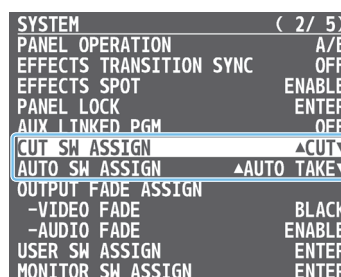 SYSTEM ( 2/ 5)
PANEL OPERATION A/B
EFFECTS TRANSITION SYNC OFF
EFFECTS SPOT ENABLE
PANEL LOCK ENTER
AUX LINKED PGM OFF
CUT SW ASSIGN ▲CUT▼
AUTO SW ASSIGN ▲AUTO TAKE▼
OUTPUT FADE ASSIGN
-VIDEO FADE BLACK
-AUDIO FADE ENABLE
USER SW ASSIGN ENTER
MONITOR SW ASSIGN ENTER